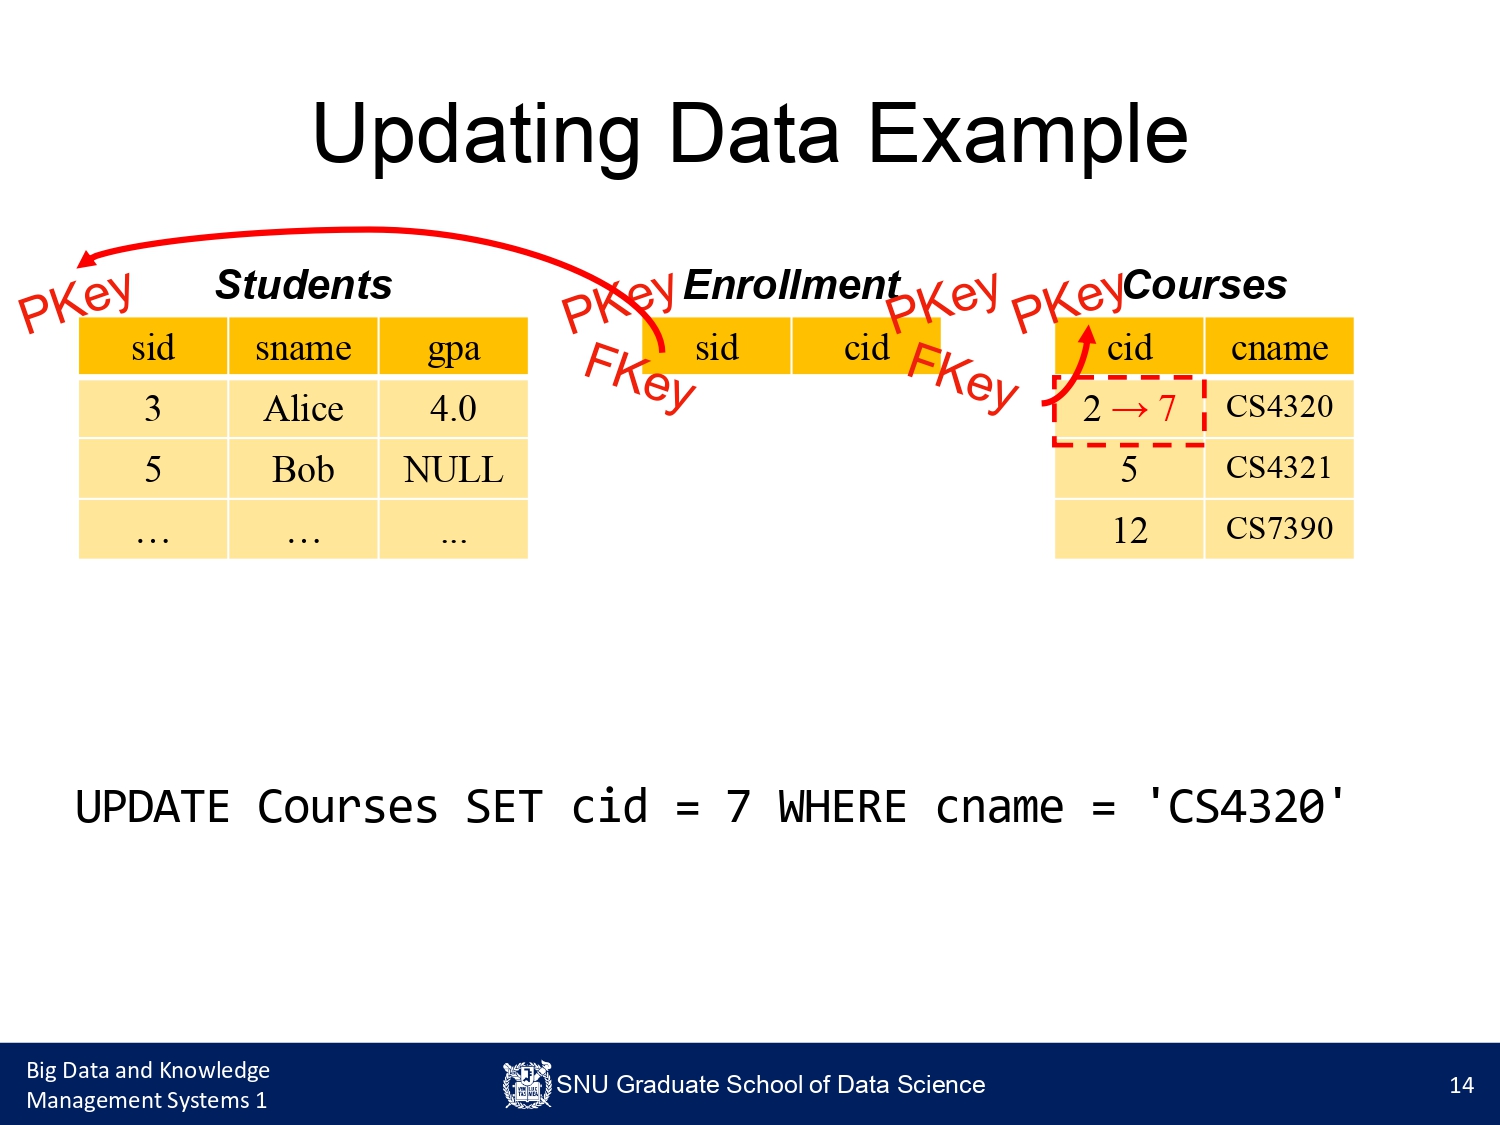 Updating Data Example
PKey
Students
sid sname gpa
3 Alice 4.0
5 Bob NULL
… … ...
PKey
FKey
Enrollment
sid cid
PKey
FKey
PKey
Courses
cid cname
2 → 7 CS4320
5 CS4321
12 CS7390
UPDATE Courses SET cid = 7 WHERE cname = 'CS4320'
Big Data and Knowledge
Management Systems 1
SNU Graduate School of Data Science
14